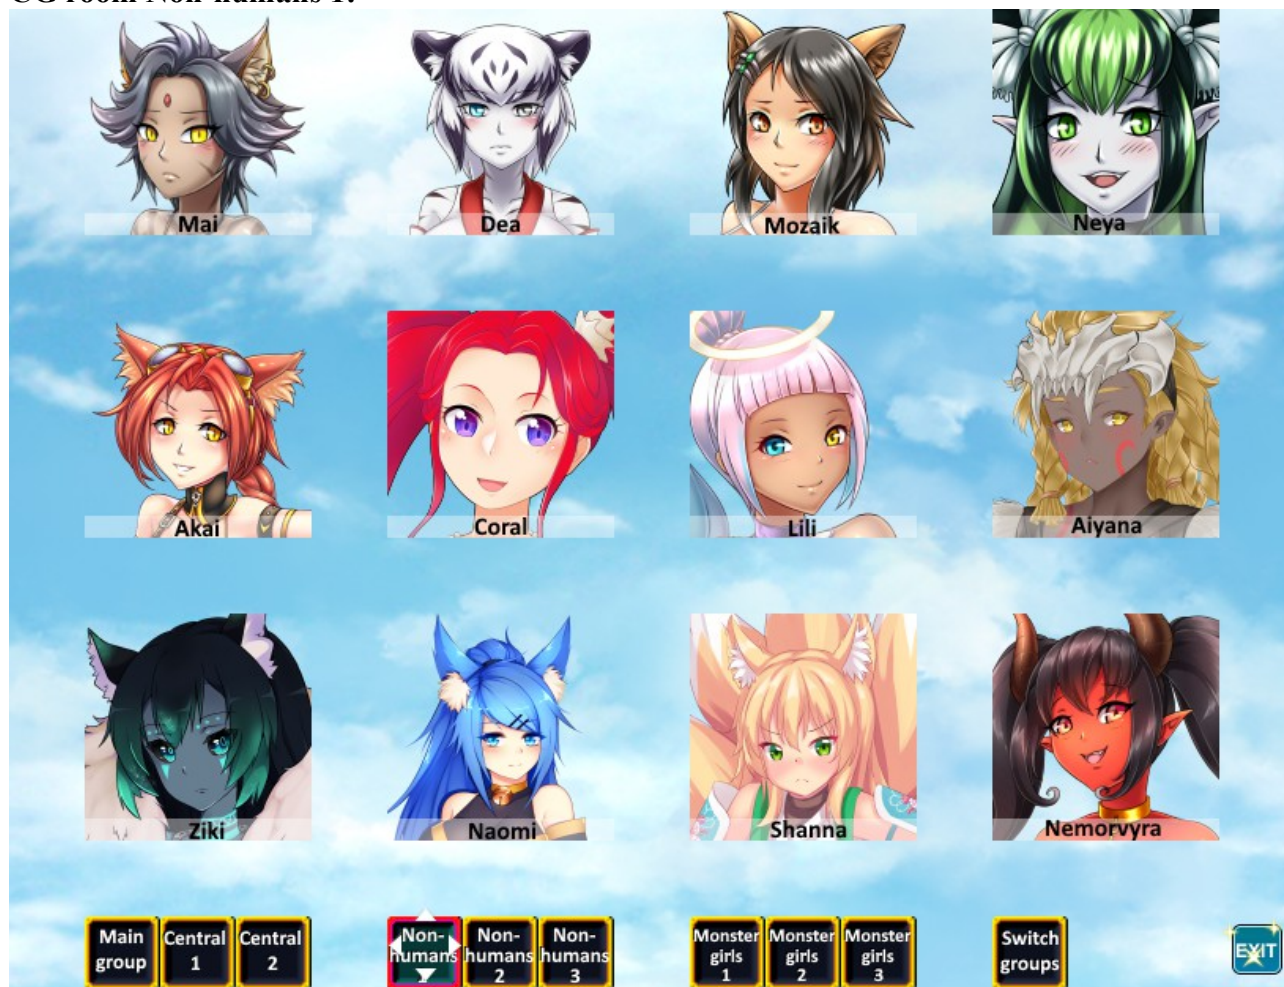 CG room Non-humans 1:
Mai
Dea
Mozaik
Neya
Akai
Coral
Lili
Aiyana
Ziki
Naomi
Shanna
Nemorvyra
Main
group
Central
1
Central
2
Non-
humans
Non-
humans
2
Non-
humans
3
Monster
girls
1
Monster
girls
2
Monster
girls
3
Switch
groups
EXIT